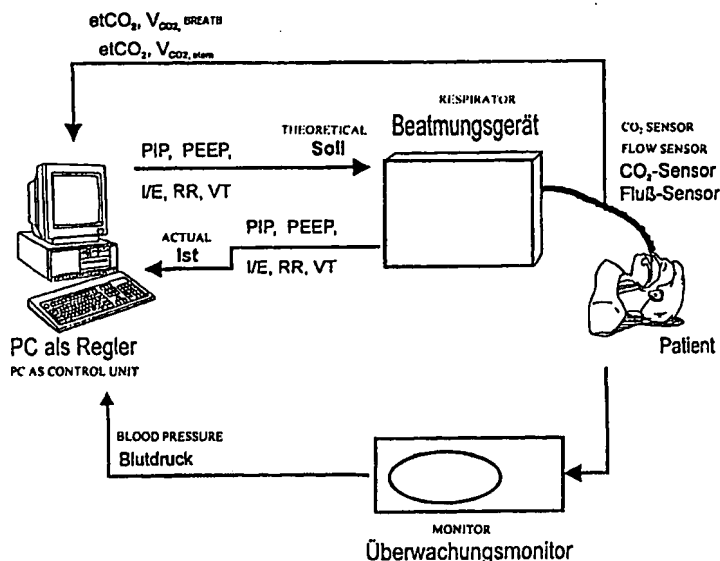 etCO₂, V_CO2, BREATH
etCO₂, V_CO2, atem
RESPIRATOR
Beatmungsgerät
THEORETICAL
Soll
PIP, PEEP,
I/E, RR, VT
CO₂ SENSOR
FLOW SENSOR
CO₂-Sensor
Fluß-Sensor
ACTUAL
Ist
PIP, PEEP,
I/E, RR, VT
PC als Regler
PC AS CONTROL UNIT
Patient
BLOOD PRESSURE
Blutdruck
MONITOR
Überwachungsmonitor